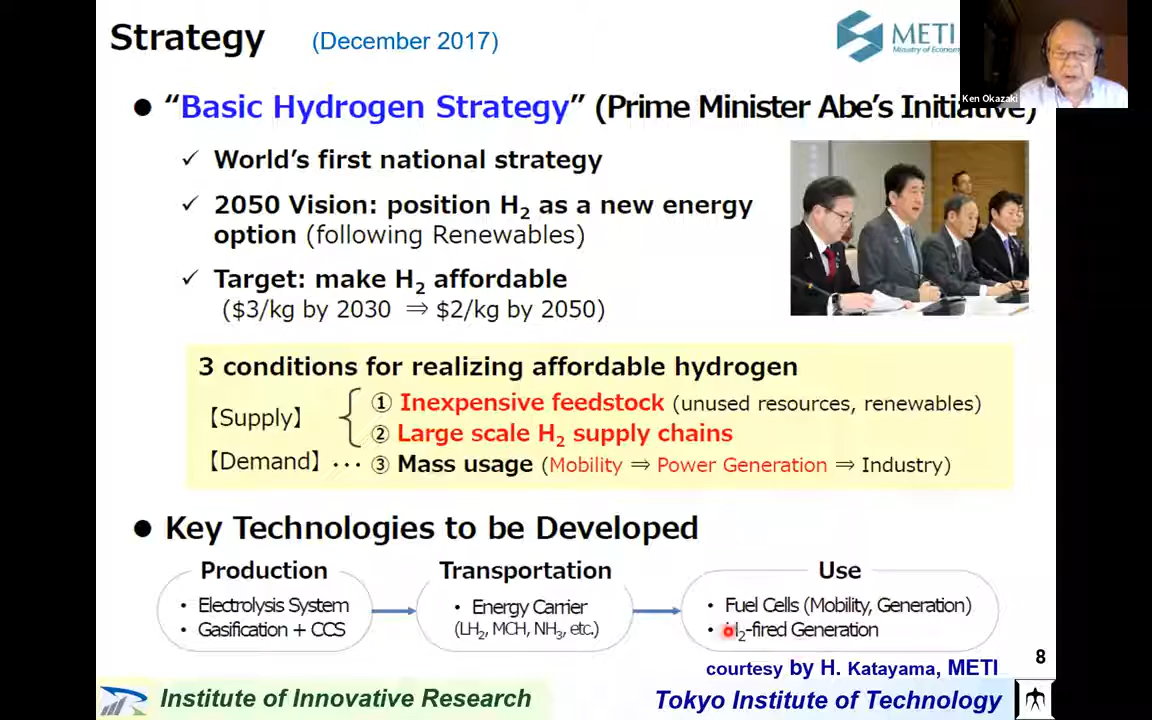 Strategy (December 2017)
METI
Ministry of Econom
Ken Okazaki
● “Basic Hydrogen Strategy” (Prime Minister Abe’s Initiative)
✓ World’s first national strategy
✓ 2050 Vision: position H₂ as a new energy
option (following Renewables)
✓ Target: make H₂ affordable
($3/kg by 2030 ⇒ $2/kg by 2050)
3 conditions for realizing affordable hydrogen
【Supply】
① Inexpensive feedstock (unused resources, renewables)
② Large scale H₂ supply chains
【Demand】 ··· ③ Mass usage (Mobility ⇒ Power Generation ⇒ Industry)
● Key Technologies to be Developed
Production
• Electrolysis System
• Gasification + CCS
Transportation
• Energy Carrier
(LH₂, MCH, NH₃, etc.)
Use
• Fuel Cells (Mobility, Generation)
• H₂-fired Generation
8
courtesy by H. Katayama, METI
Institute of Innovative Research
Tokyo Institute of Technology